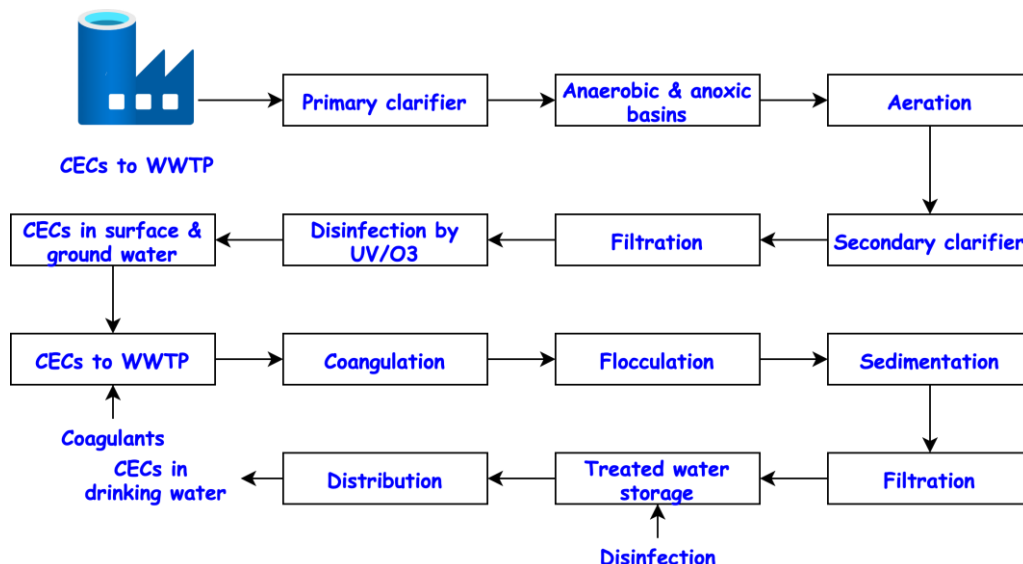 Primary clarifier
Anaerobic & anoxic
basins
Aeration
CECs to WWTP
CECs in surface &
ground water
Disinfection by
UV/O3
Filtration
Secondary clarifier
CECs to WWTP
Coangulation
Flocculation
Sedimentation
Coagulants
CECs in
drinking water
Distribution
Treated water
storage
Filtration
Disinfection